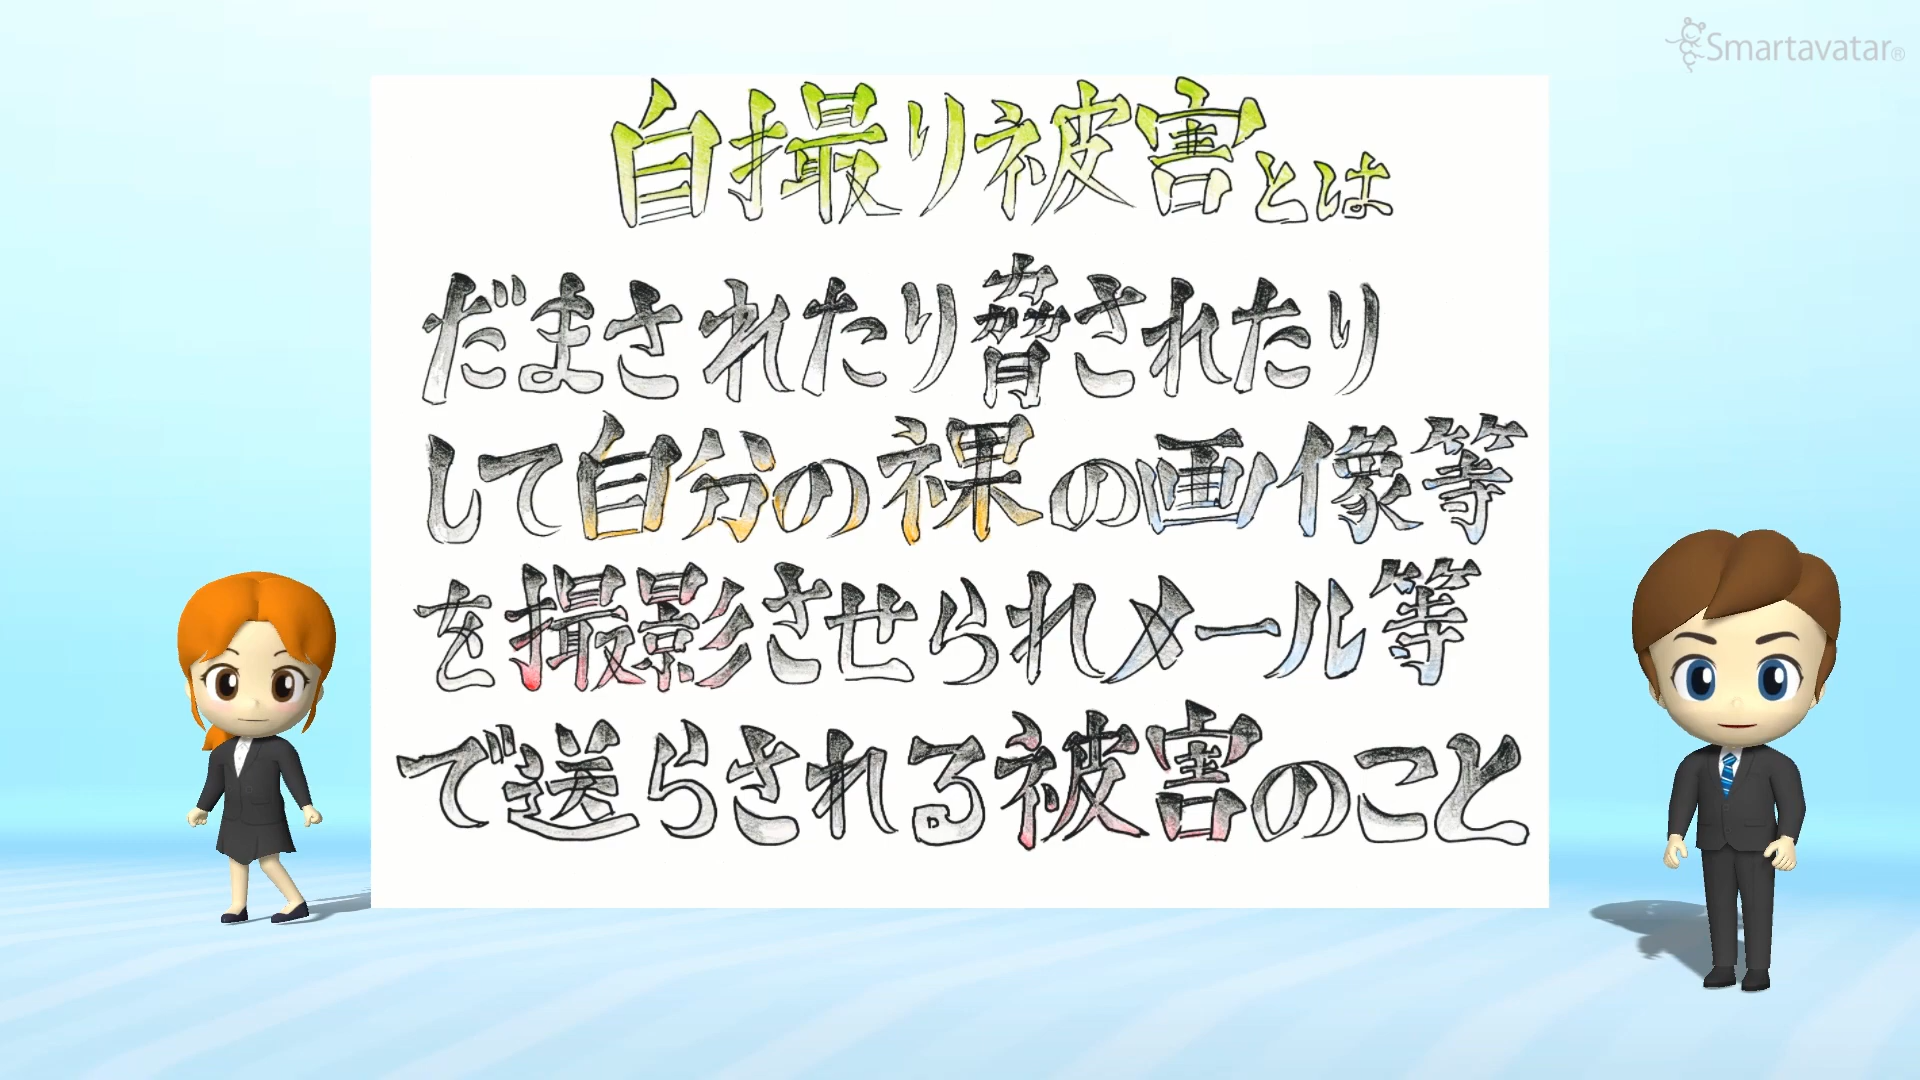 Smartavatar®
自撮り被害とは
だまされたり脅されたり
して自分の裸の画像等
を撮影させられメール等
で送らされる被害のこと